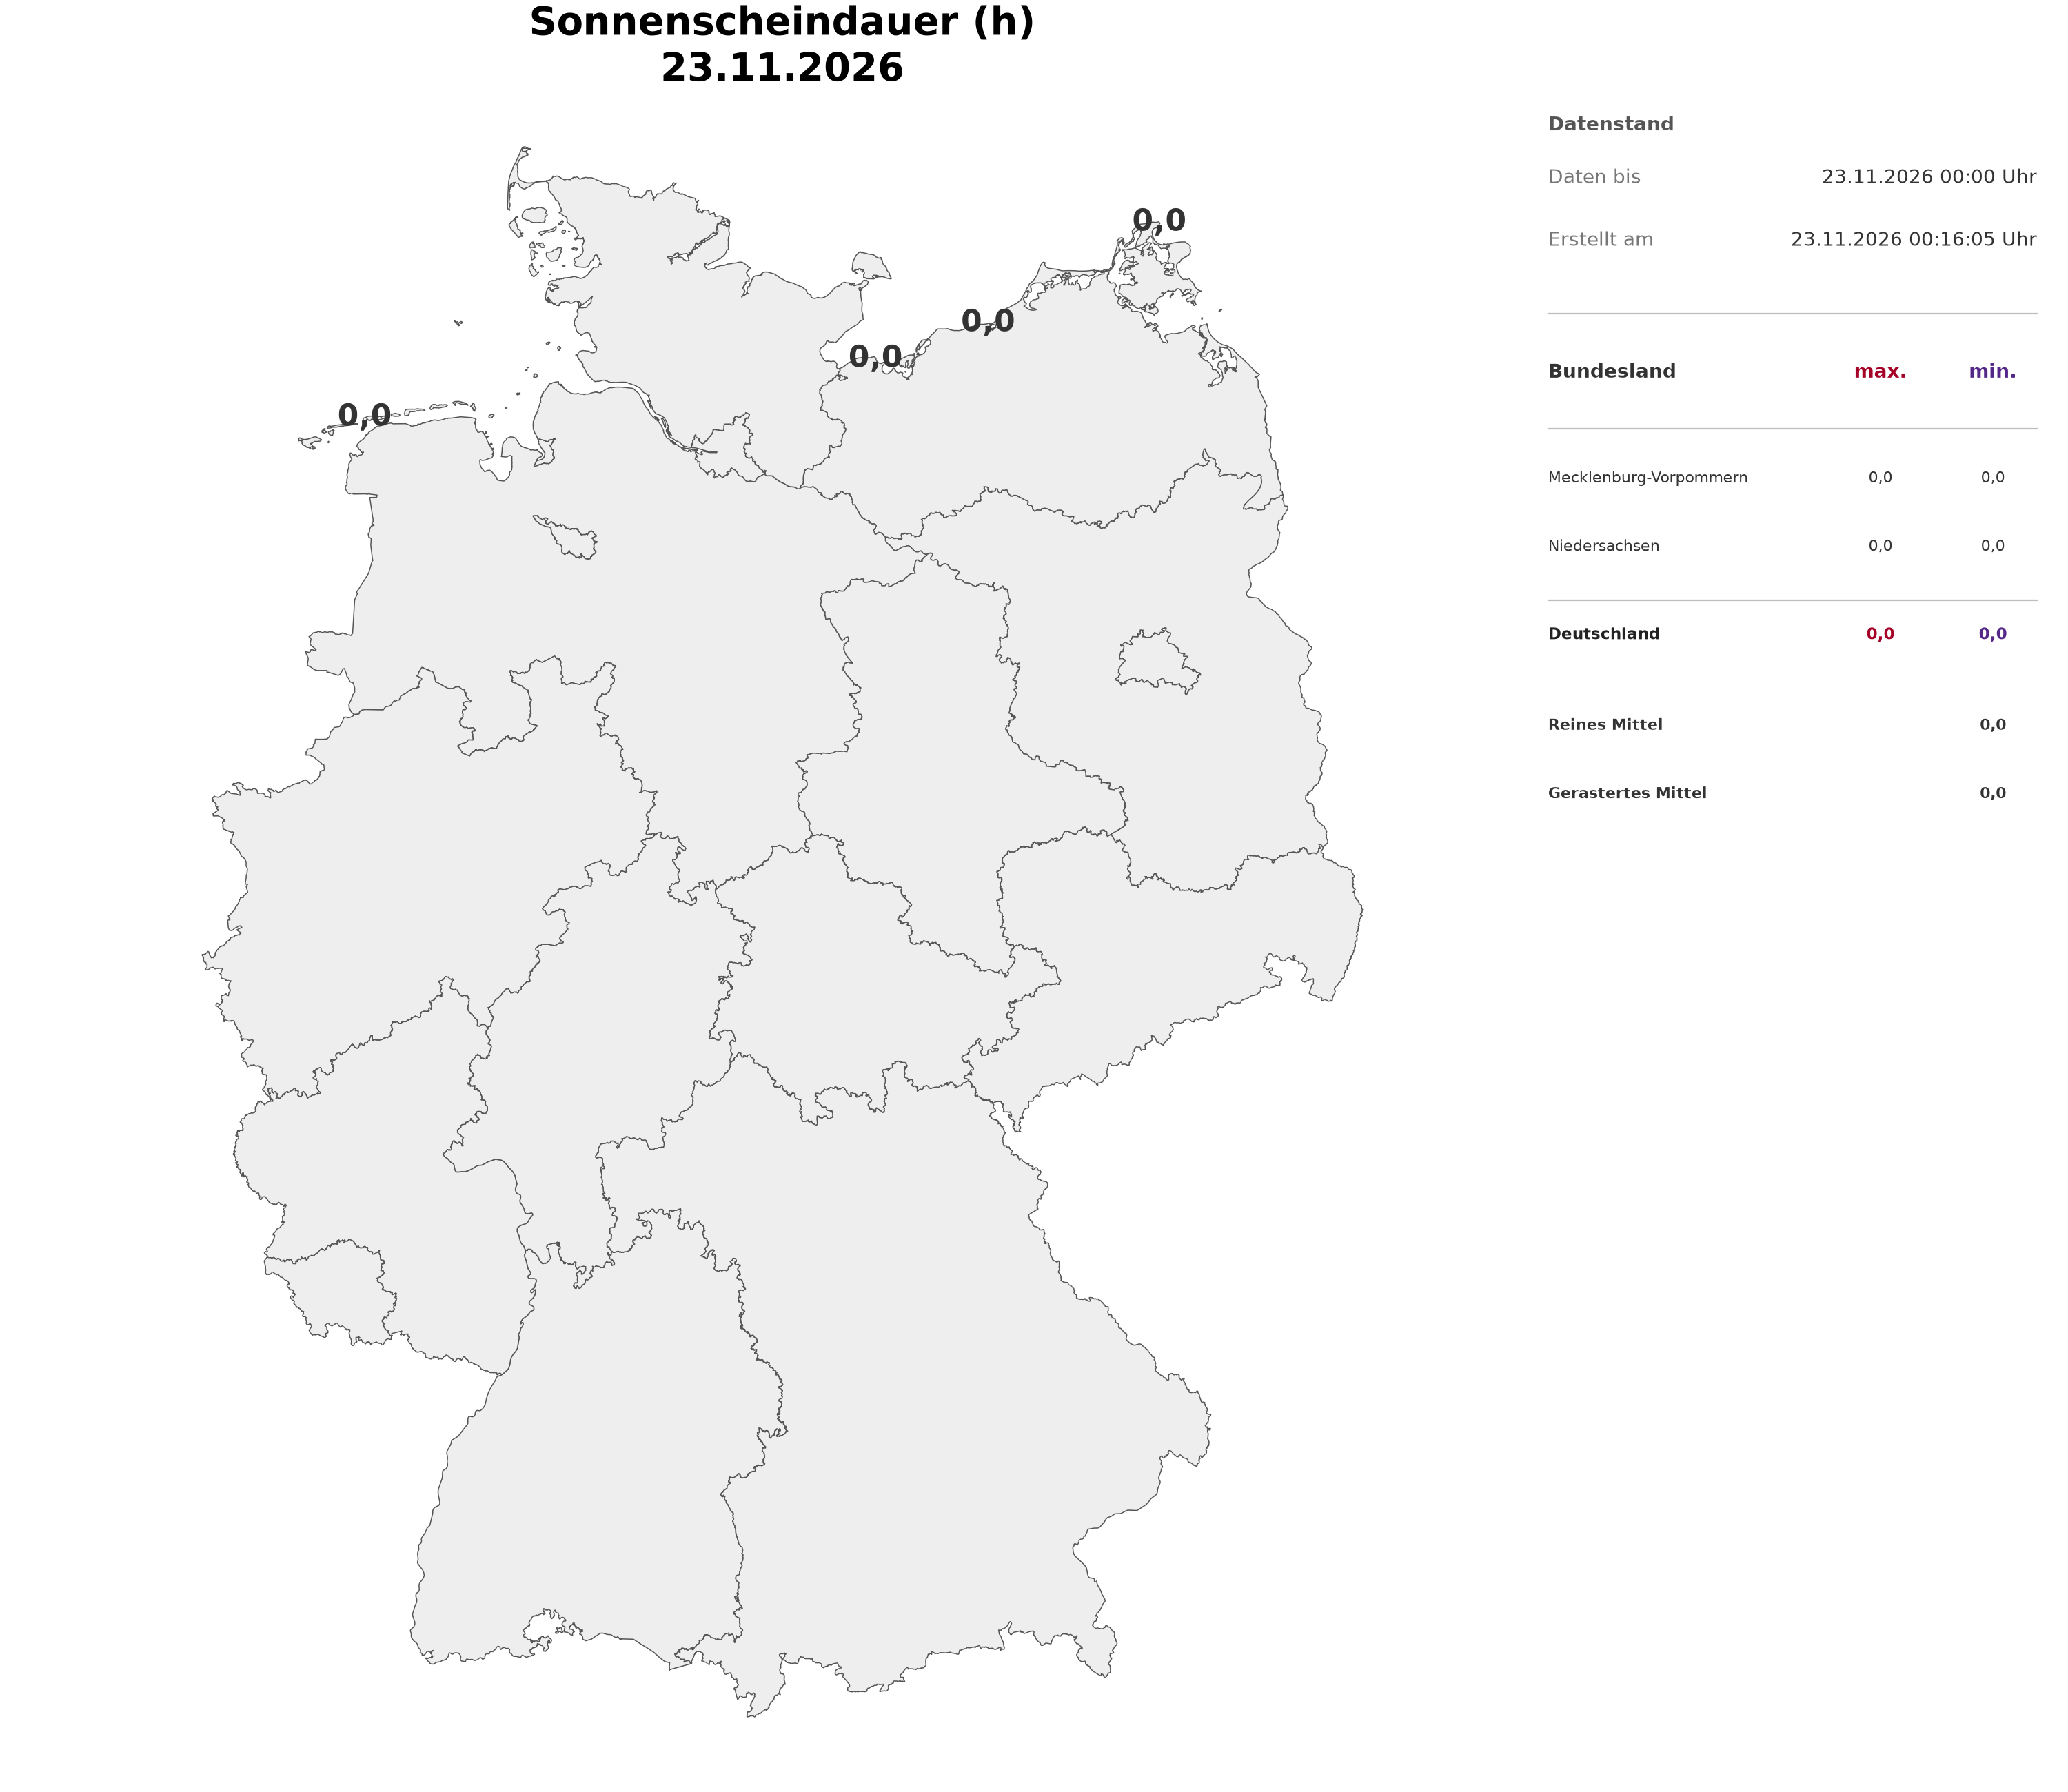 Sonnenscheindauer (h)
23.11.2026
0,0
0,0
0,0
0,0
Datenstand
Daten bis 23.11.2026 00:00 Uhr
Erstellt am 23.11.2026 00:16:05 Uhr
Bundesland max. min.
Mecklenburg-Vorpommern 0,0 0,0
Niedersachsen 0,0 0,0
Deutschland 0,0 0,0
Reines Mittel 0,0
Gerastertes Mittel 0,0